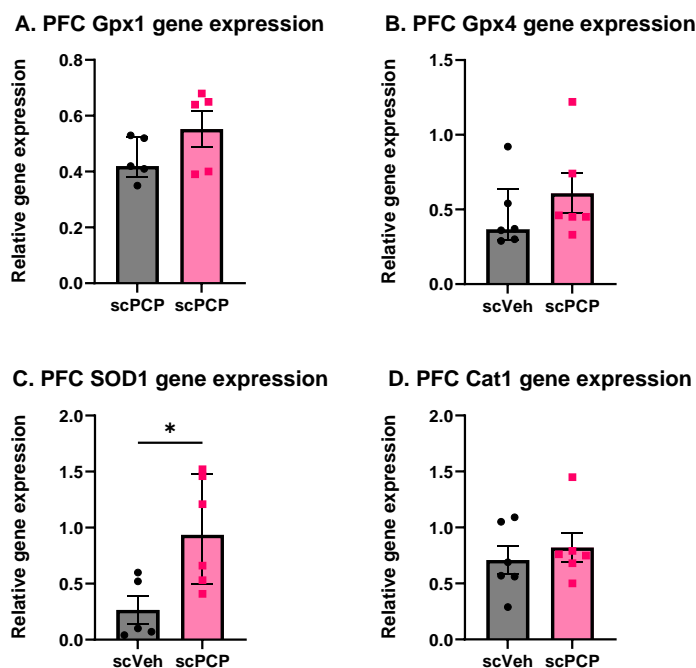 A. PFC Gpx1 gene expression
Relative gene expression
0.8
0.6
0.4
0.2
0.0
scPCP scPCP
B. PFC Gpx4 gene expression
Relative gene expression
1.5
1.0
0.5
0.0
scVeh scPCP
C. PFC SOD1 gene expression
Relative gene expression
2.0
1.5
1.0
0.5
0.0
*
scVeh scPCP
D. PFC Cat1 gene expression
Relative gene expression
2.0
1.5
1.0
0.5
0.0
scVeh scPCP